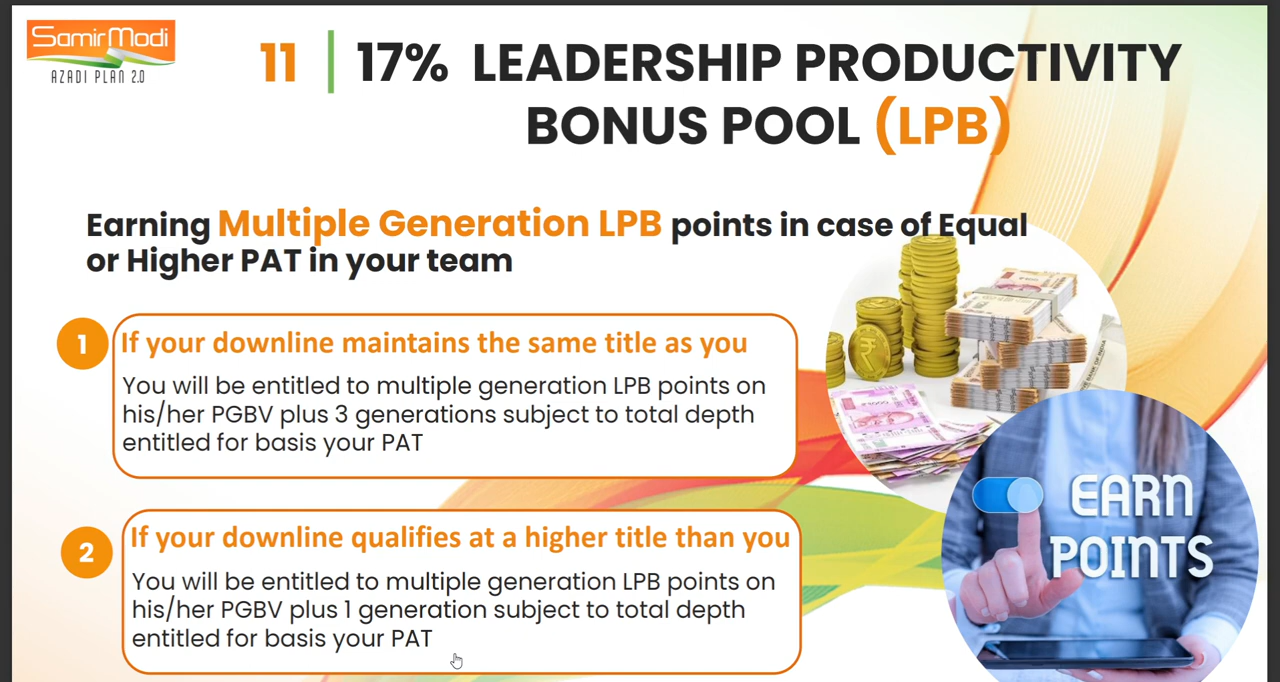 SamirModi
AZADI PLAN 2.0
11 | 17% LEADERSHIP PRODUCTIVITY
BONUS POOL (LPB)
Earning Multiple Generation LPB points in case of Equal
or Higher PAT in your team
1
If your downline maintains the same title as you
You will be entitled to multiple generation LPB points on
his/her PGBV plus 3 generations subject to total depth
entitled for basis your PAT
2
If your downline qualifies at a higher title than you
You will be entitled to multiple generation LPB points on
his/her PGBV plus 1 generation subject to total depth
entitled for basis your PAT
EARN
POINTS